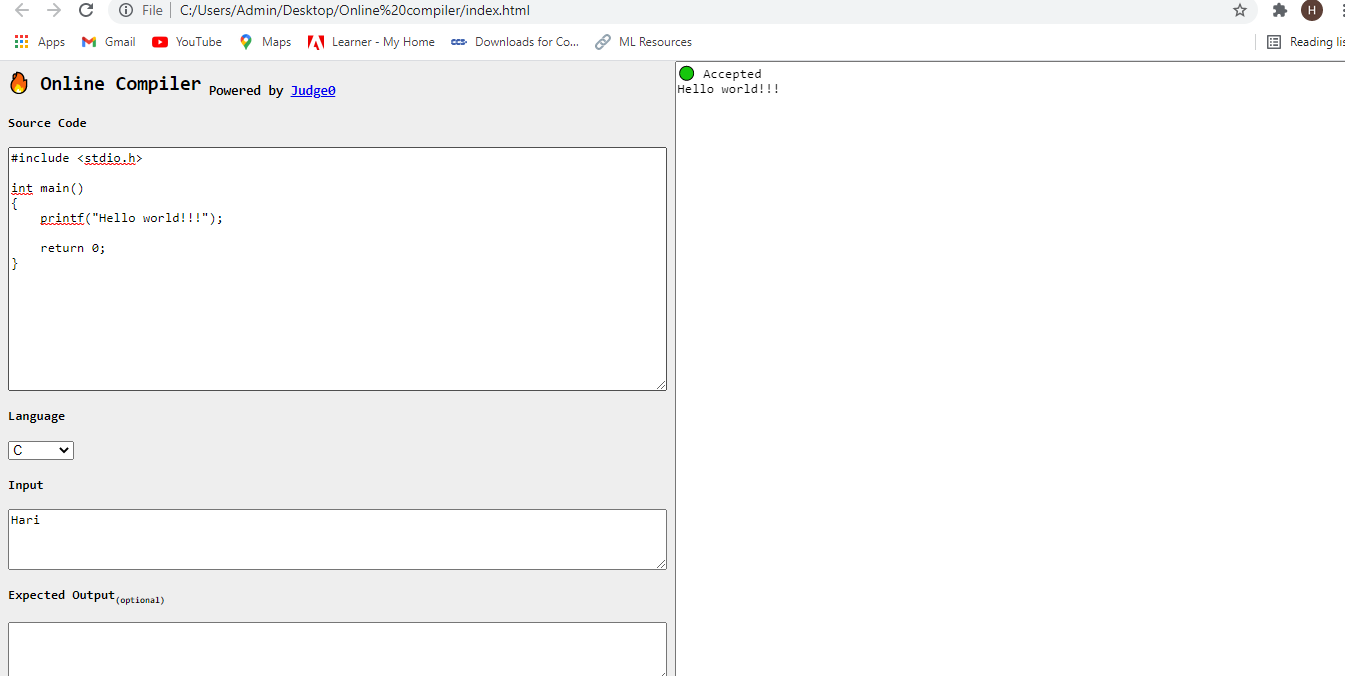 File C:/Users/Admin/Desktop/Online%20compiler/index.html H
Apps Gmail YouTube Maps Learner - My Home CCS Downloads for Co... ML Resources Reading lis
Online Compiler Powered by Judge0
Source Code
#include <stdio.h>
int main()
{
    printf("Hello world!!!");
    return 0;
}
Language
C
Input
Hari
Expected Output(optional)
Accepted
Hello world!!!